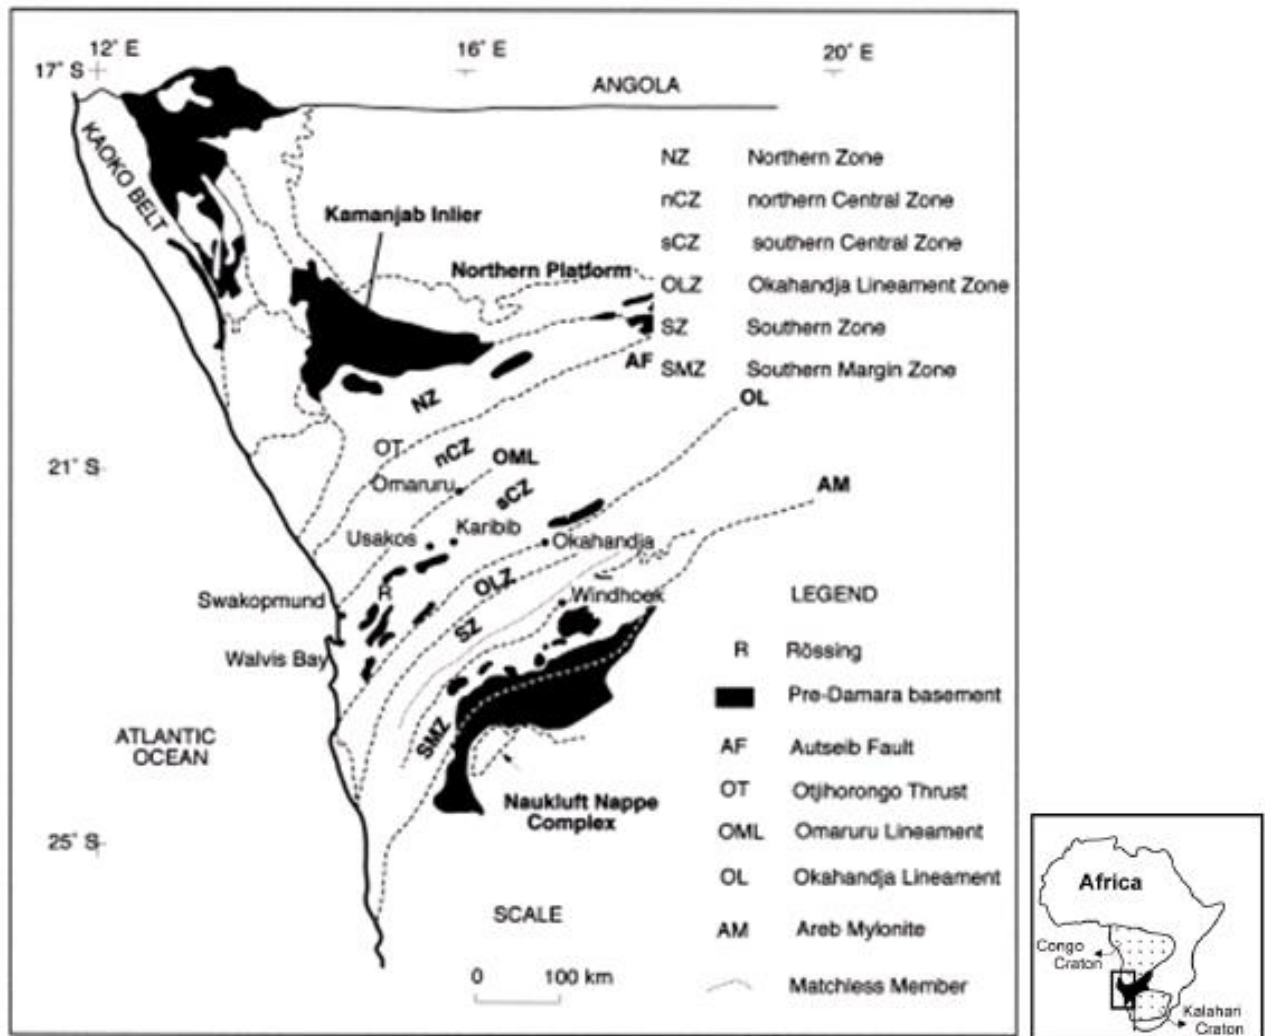 12° E
16° E
20° E
17° S
ANGOLA
KAOKO BELT
NZ Northern Zone
nCZ northern Central Zone
sCZ southern Central Zone
OLZ Okahandja Lineament Zone
SZ Southern Zone
SMZ Southern Margin Zone
Kamanjab Inlier
Northern Platform
AF
OL
NZ
OT
nCZ
OML
21° S
AM
Omaruru
sCZ
Usakos
Karibib
Okahandja
OLZ
R
Swakopmund
Windhoek
SZ
Walvis Bay
SMZ
ATLANTIC
OCEAN
Naukluft Nappe
Complex
25° S
SCALE
0 100 km
LEGEND
R Rössing
Pre-Damara basement
AF Autseib Fault
OT Otjihorongo Thrust
OML Omaruru Lineament
OL Okahandja Lineament
AM Areb Mylonite
Matchless Member
Africa
Congo
Craton
Kalahari
Craton